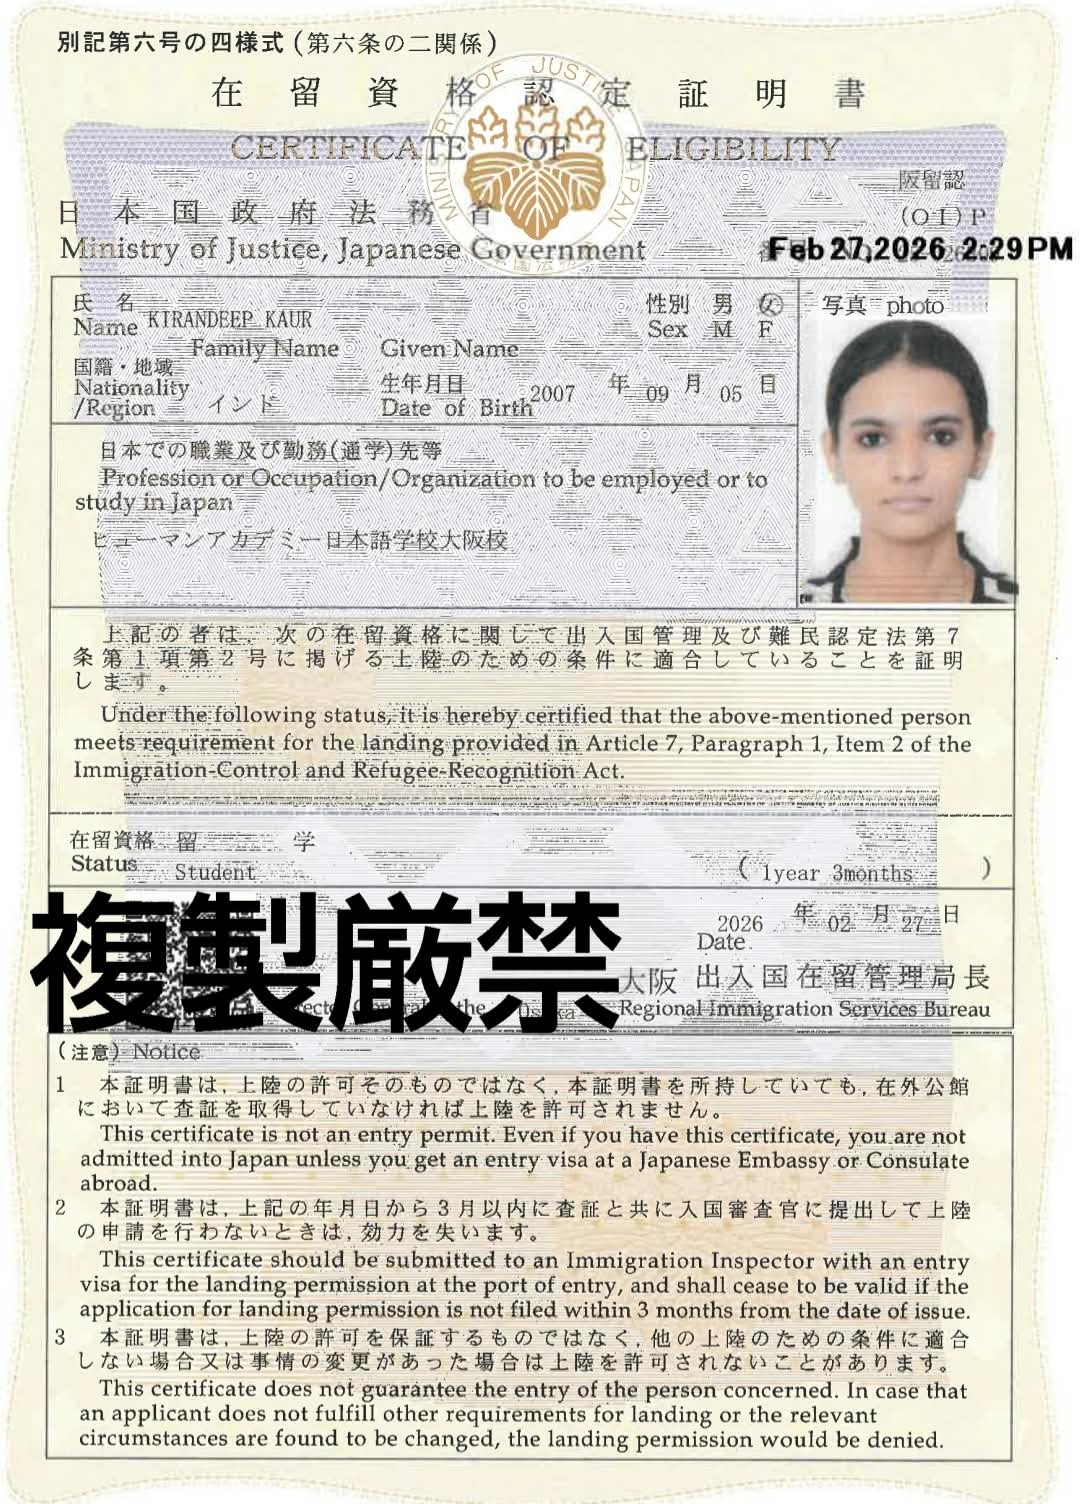 別記第六号の四様式（第六条の二関係）
在留資格認定証明書
CERTIFICATE OF ELIGIBILITY
MINISTRY OF JUSTICE JAPAN
阪留認
日本国政府法務省
(OI)P
Ministry of Justice, Japanese Government
Feb 27,2026 2:29 PM
氏名
Name KIRANDEEP KAUR
Family Name Given Name
性別 男 女
Sex M F
写真 photo
国籍・地域
Nationality
/Region インド
生年月日
Date of Birth 2007 年 09 月 05 日
日本での職業及び勤務(通学)先等
Profession or Occupation/Organization to be employed or to
study in Japan
ヒューマンアカデミー日本語学校大阪校
上記の者は、次の在留資格に関して出入国管理及び難民認定法第7
条第1項第2号に掲げる上陸のための条件に適合していることを証明
します。
Under the following status, it is hereby certified that the above-mentioned person
meets requirement for the landing provided in Article 7, Paragraph 1, Item 2 of the
Immigration-Control and Refugee-Recognition Act.
在留資格 留学
Status Student
( 1year 3months )
複製厳禁
2026 年 02 月 27 日
Date
大阪 出入国在留管理局長
the Osaka Regional Immigration Services Bureau
(注意) Notice
1 本証明書は、上陸の許可そのものではなく、本証明書を所持していても、在外公館
において査証を取得していなければ上陸を許可されません。
This certificate is not an entry permit. Even if you have this certificate, you are not
admitted into Japan unless you get an entry visa at a Japanese Embassy or Consulate
abroad.
2 本証明書は、上記の年月日から3月以内に査証と共に入国審査官に提出して上陸
の申請を行わないときは、効力を失います。
This certificate should be submitted to an Immigration Inspector with an entry
visa for the landing permission at the port of entry, and shall cease to be valid if the
application for landing permission is not filed within 3 months from the date of issue.
3 本証明書は、上陸の許可を保証するものではなく、他の上陸のための条件に適合
しない場合又は事情の変更があった場合は上陸を許可されないことがあります。
This certificate does not guarantee the entry of the person concerned. In case that
an applicant does not fulfill other requirements for landing or the relevant
circumstances are found to be changed, the landing permission would be denied.